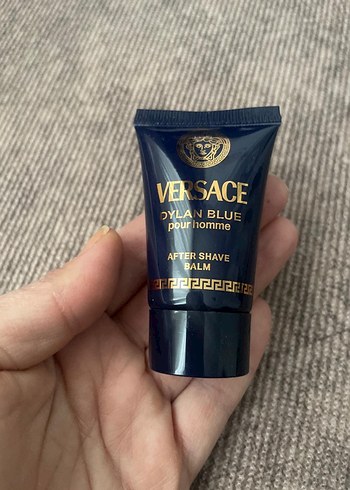 VERSACE
DYLAN BLUE
pour homme
AFTER SHAVE
BALM